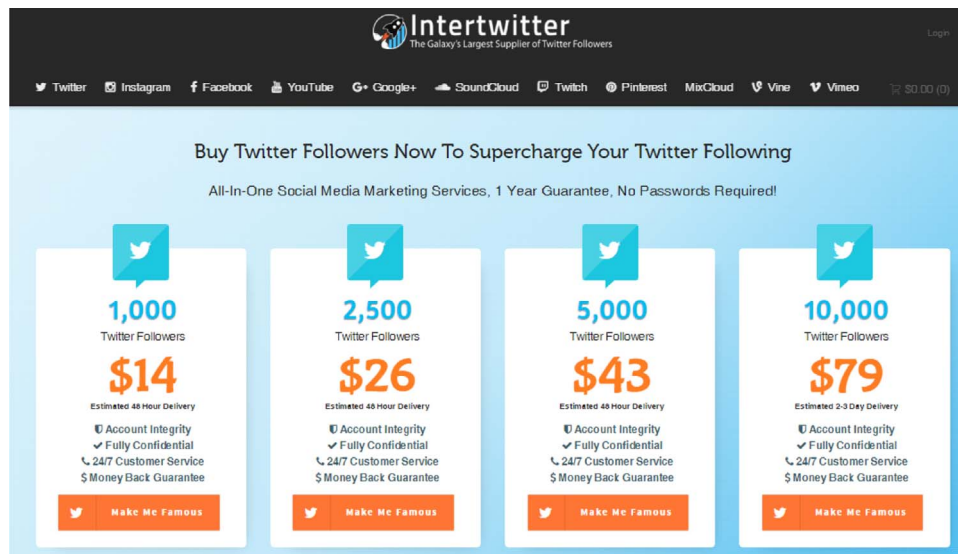 Intertwitter
The Galaxy's Largest Supplier of Twitter Followers
Login
Twitter Instagram Facebook YouTube Google+ SoundCloud Twitch Pinterest MixCloud Vine Vimeo $0.00 (0)
Buy Twitter Followers Now To Supercharge Your Twitter Following
All-In-One Social Media Marketing Services, 1 Year Guarantee, No Passwords Required!
1,000
Twitter Followers
$14
Estimated 48 Hour Delivery
Account Integrity
Fully Confidential
24/7 Customer Service
$ Money Back Guarantee
Make Me Famous
2,500
Twitter Followers
$26
Estimated 48 Hour Delivery
Account Integrity
Fully Confidential
24/7 Customer Service
$ Money Back Guarantee
Make Me Famous
5,000
Twitter Followers
$43
Estimated 48 Hour Delivery
Account Integrity
Fully Confidential
24/7 Customer Service
$ Money Back Guarantee
Make Me Famous
10,000
Twitter Followers
$79
Estimated 2-3 Day Delivery
Account Integrity
Fully Confidential
24/7 Customer Service
$ Money Back Guarantee
Make Me Famous